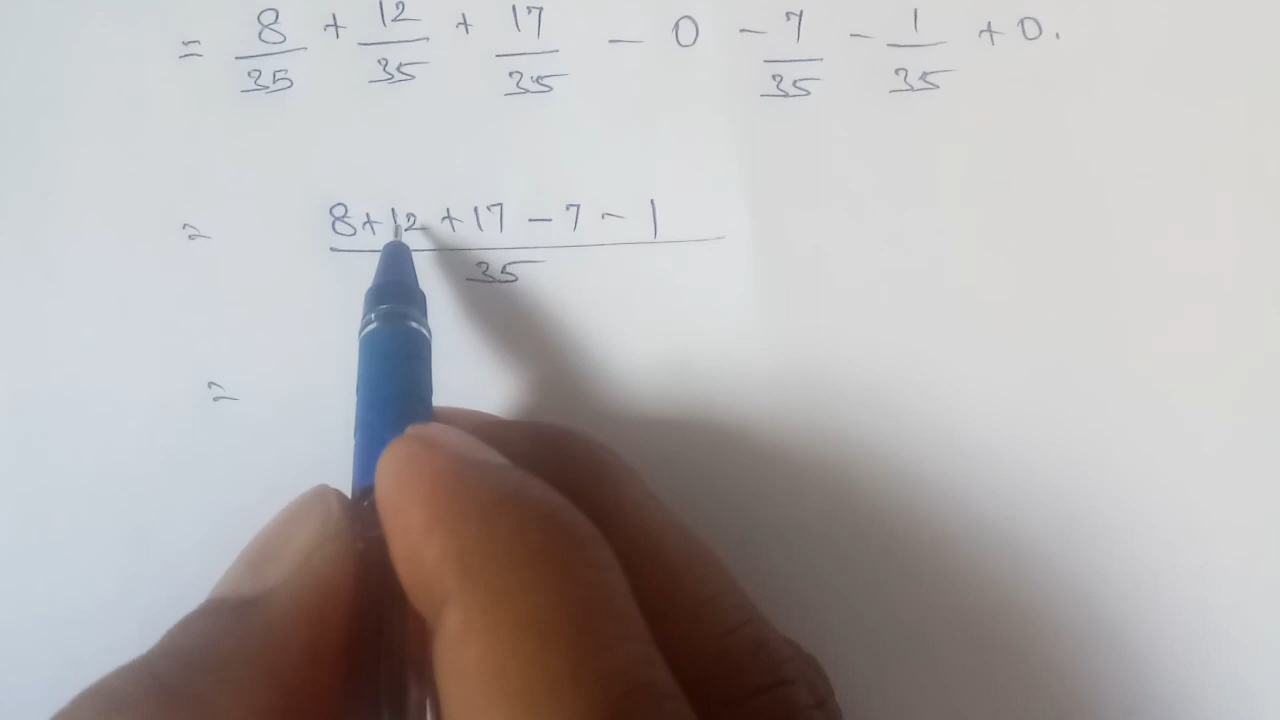 = 8/35 + 12/35 + 17/35 - 0 - 7/35 - 1/35 + 0.
= (8+12+17-7-1)/35
=